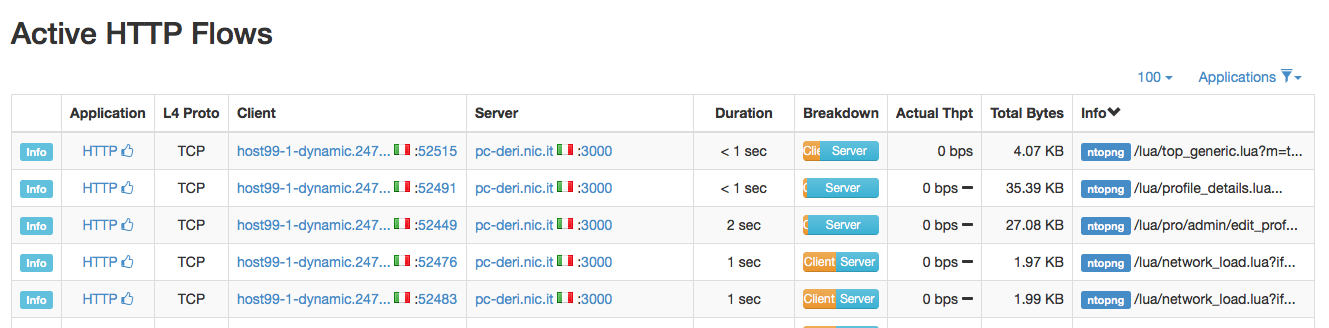 Active HTTP Flows
100 Applications
Application L4 Proto Client Server Duration Breakdown Actual Thpt Total Bytes Info
Info HTTP TCP host99-1-dynamic.247... :52515 pc-deri.nic.it :3000 < 1 sec Clie Server 0 bps 4.07 KB ntopng /lua/top_generic.lua?m=t...
Info HTTP TCP host99-1-dynamic.247... :52491 pc-deri.nic.it :3000 < 1 sec C Server 0 bps 35.39 KB ntopng /lua/profile_details.lua...
Info HTTP TCP host99-1-dynamic.247... :52449 pc-deri.nic.it :3000 2 sec C Server 0 bps 27.08 KB ntopng /lua/pro/admin/edit_prof...
Info HTTP TCP host99-1-dynamic.247... :52476 pc-deri.nic.it :3000 1 sec Client Server 0 bps 1.97 KB ntopng /lua/network_load.lua?if...
Info HTTP TCP host99-1-dynamic.247... :52483 pc-deri.nic.it :3000 1 sec Client Server 0 bps 1.99 KB ntopng /lua/network_load.lua?if...